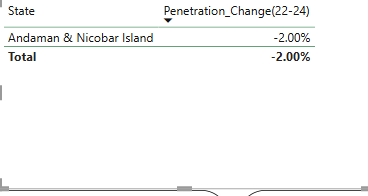 State Penetration_Change(22-24)
Andaman & Nicobar Island -2.00%
Total -2.00%